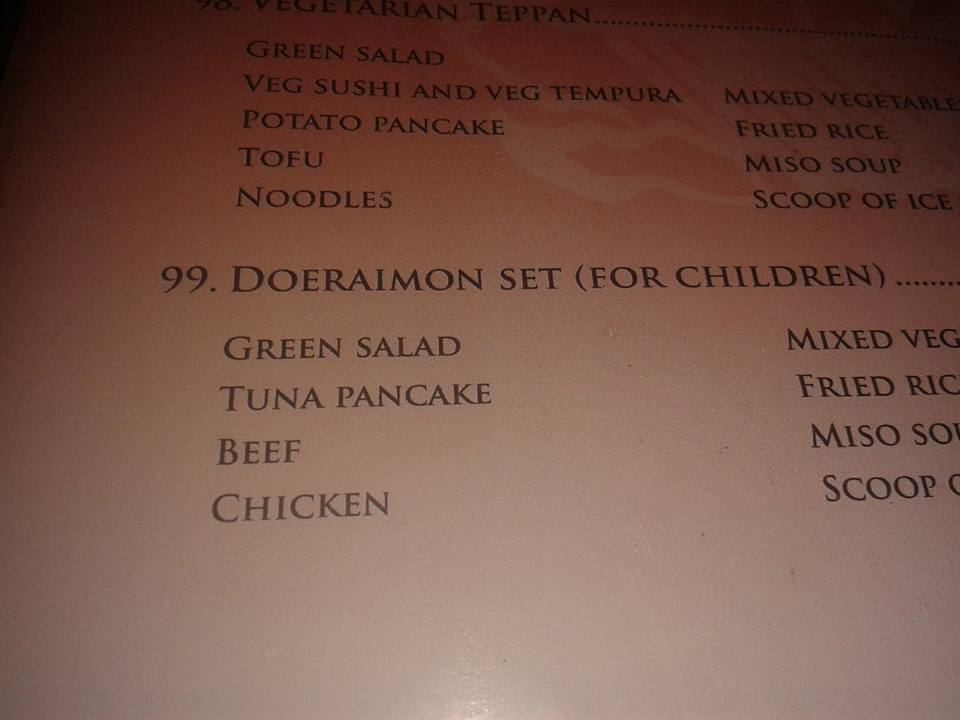 98. VEGETARIAN TEPPAN
GREEN SALAD
VEG SUSHI AND VEG TEMPURA
POTATO PANCAKE
TOFU
NOODLES
MIXED VEGETABLE
FRIED RICE
MISO SOUP
SCOOP OF ICE
99. DOERAIMON SET (FOR CHILDREN)
GREEN SALAD
TUNA PANCAKE
BEEF
CHICKEN
MIXED VEG
FRIED RIC
MISO SOU
SCOOP